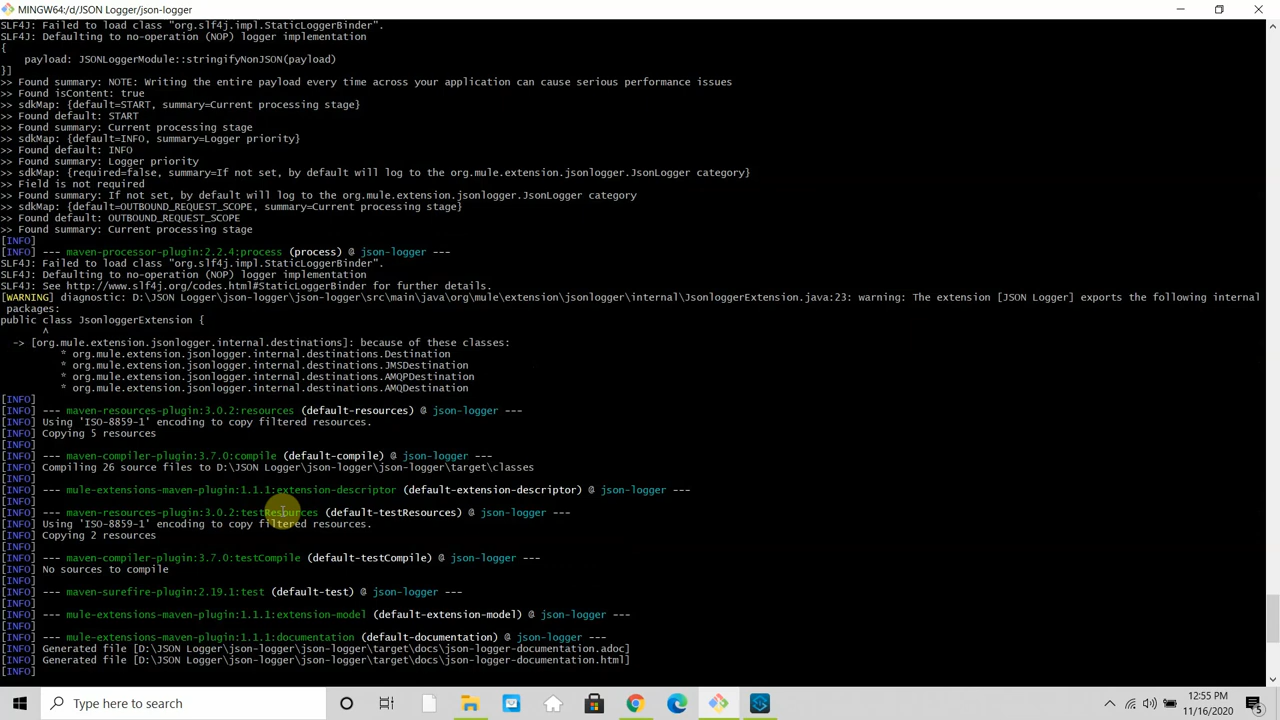 MINGW64:/d/JSON Logger/json-logger
SLF4J: Failed to load class "org.slf4j.impl.StaticLoggerBinder".
SLF4J: Defaulting to no-operation (NOP) logger implementation
{
payload: JSONLoggerModule::stringifyNonJSON(payload)
}]
>> Found summary: NOTE: Writing the entire payload every time across your application can cause serious performance issues
>> Found isContent: true
>> sdkMap: {default=START, summary=Current processing stage}
>> Found default: START
>> Found summary: Current processing stage
>> sdkMap: {default=INFO, summary=Logger priority}
>> Found default: INFO
>> Found summary: Logger priority
>> sdkMap: {required=false, summary=If not set, by default will log to the org.mule.extension.jsonlogger.JsonLogger category}
>> Field is not required
>> Found summary: If not set, by default will log to the org.mule.extension.jsonlogger.JsonLogger category
>> sdkMap: {default=OUTBOUND_REQUEST_SCOPE, summary=Current processing stage}
>> Found default: OUTBOUND_REQUEST_SCOPE
>> Found summary: Current processing stage
[INFO]
[INFO] --- maven-processor-plugin:2.2.4:process (process) @ json-logger ---
SLF4J: Failed to load class "org.slf4j.impl.StaticLoggerBinder".
SLF4J: Defaulting to no-operation (NOP) logger implementation
SLF4J: See http://www.slf4j.org/codes.html#StaticLoggerBinder for further details.
[WARNING] diagnostic: D:\JSON Logger\json-logger\json-logger\src\main\java\org\mule\extension\jsonlogger\internal\JsonloggerExtension.java:23: warning: The extension [JSON Logger] exports the following internal
packages:
public class JsonloggerExtension {
^
-> [org.mule.extension.jsonlogger.internal.destinations]: because of these classes:
* org.mule.extension.jsonlogger.internal.destinations.Destination
* org.mule.extension.jsonlogger.internal.destinations.JMSDestination
* org.mule.extension.jsonlogger.internal.destinations.AMQPDestination
* org.mule.extension.jsonlogger.internal.destinations.AMQDestination
[INFO]
[INFO] --- maven-resources-plugin:3.0.2:resources (default-resources) @ json-logger ---
[INFO] Using 'ISO-8859-1' encoding to copy filtered resources.
[INFO] Copying 5 resources
[INFO]
[INFO] --- maven-compiler-plugin:3.7.0:compile (default-compile) @ json-logger ---
[INFO] Compiling 26 source files to D:\JSON Logger\json-logger\json-logger\target\classes
[INFO]
[INFO] --- mule-extensions-maven-plugin:1.1.1:extension-descriptor (default-extension-descriptor) @ json-logger ---
[INFO]
[INFO] --- maven-resources-plugin:3.0.2:testResources (default-testResources) @ json-logger ---
[INFO] Using 'ISO-8859-1' encoding to copy filtered resources.
[INFO] Copying 2 resources
[INFO]
[INFO] --- maven-compiler-plugin:3.7.0:testCompile (default-testCompile) @ json-logger ---
[INFO] No sources to compile
[INFO]
[INFO] --- maven-surefire-plugin:2.19.1:test (default-test) @ json-logger ---
[INFO]
[INFO] --- mule-extensions-maven-plugin:1.1.1:extension-model (default-extension-model) @ json-logger ---
[INFO]
[INFO] --- mule-extensions-maven-plugin:1.1.1:documentation (default-documentation) @ json-logger ---
[INFO] Generated file [D:\JSON Logger\json-logger\json-logger\target\docs\json-logger-documentation.adoc]
[INFO] Generated file [D:\JSON Logger\json-logger\json-logger\target\docs\json-logger-documentation.html]
[INFO]
Type here to search
12:55 PM
11/16/2020
5